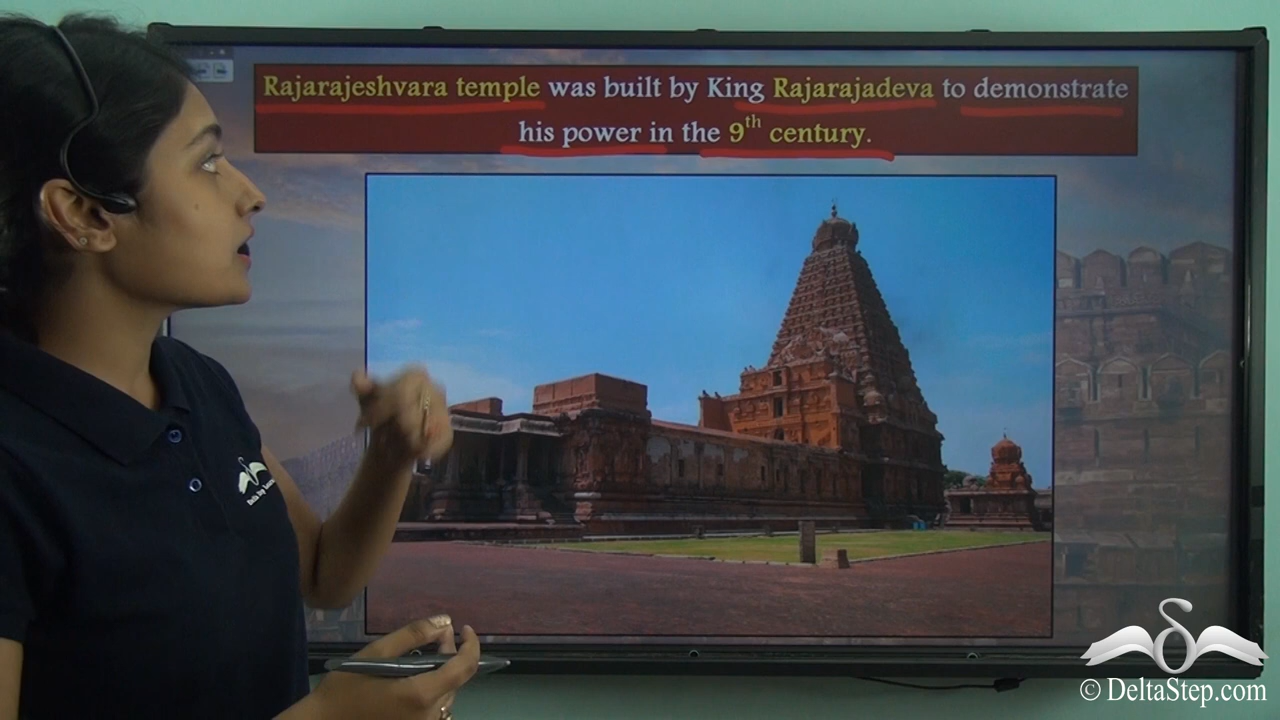 Rajarajeshvara temple was built by King Rajarajadeva to demonstrate
his power in the 9th century.
© DeltaStep.com